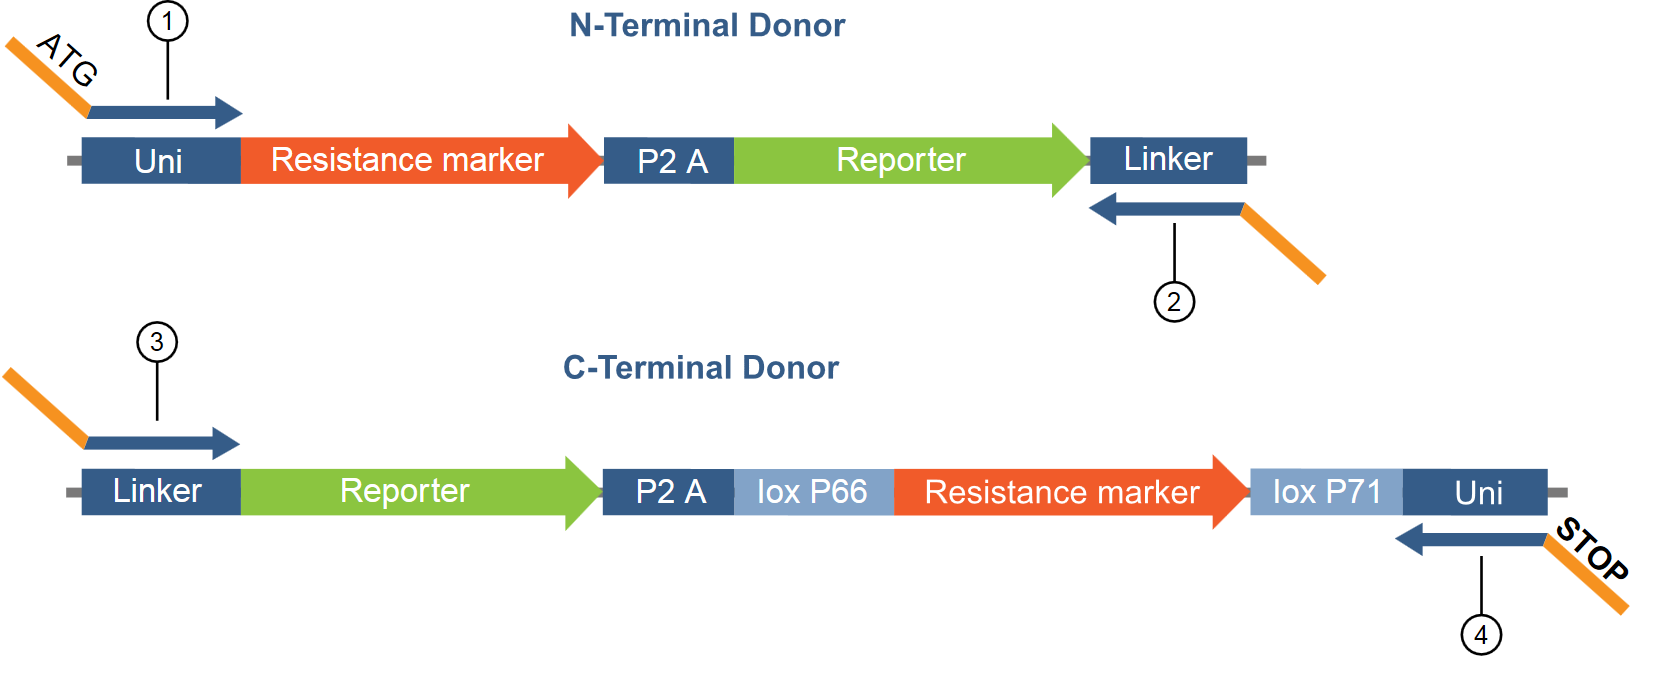 1
N-Terminal Donor
ATG
Uni Resistance marker P2 A Reporter Linker
2
3
C-Terminal Donor
Linker Reporter P2 A lox P66 Resistance marker lox P71 Uni
STOP
4